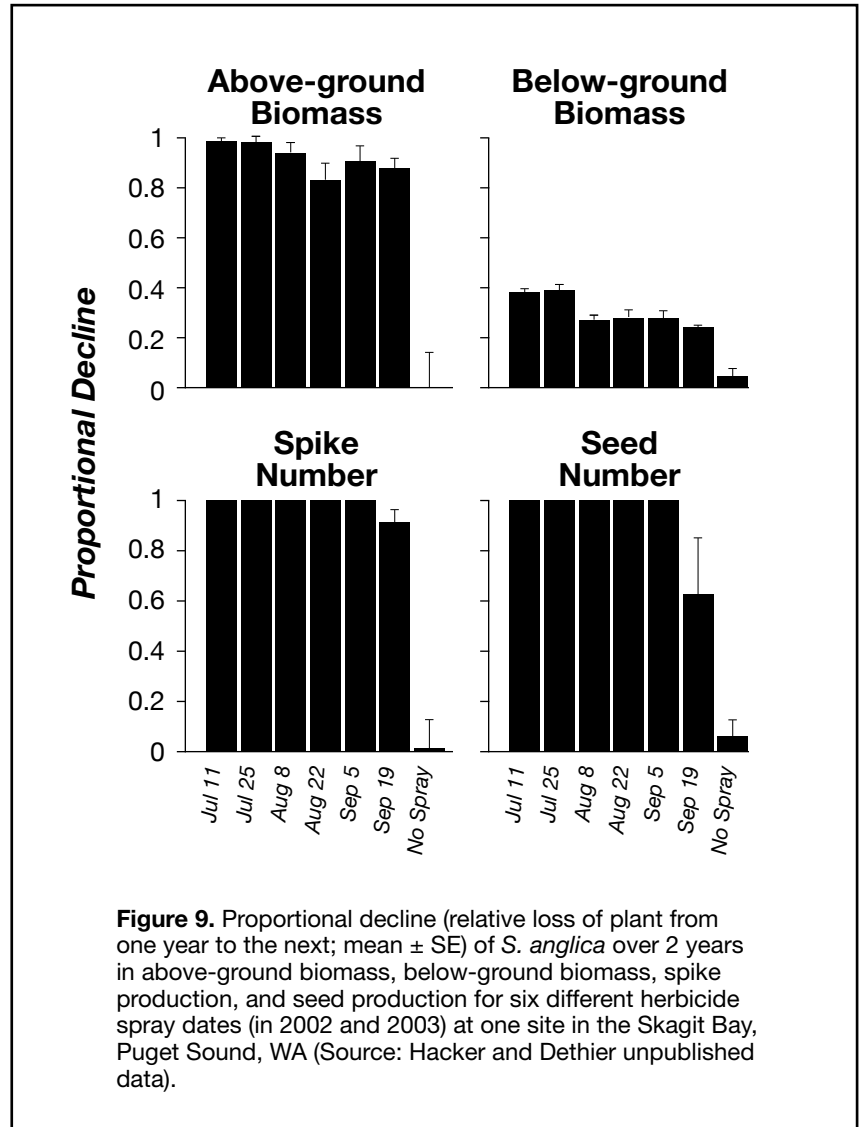 Above-ground
Biomass
Below-ground
Biomass
1
0.8
0.6
0.4
0.2
0
Proportional Decline
Spike
Number
Seed
Number
1
0.8
0.6
0.4
0.2
0
Jul 11
Jul 25
Aug 8
Aug 22
Sep 5
Sep 19
No Spray
Jul 11
Jul 25
Aug 8
Aug 22
Sep 5
Sep 19
No Spray
Figure 9. Proportional decline (relative loss of plant from
one year to the next; mean ± SE) of S. anglica over 2 years
in above-ground biomass, below-ground biomass, spike
production, and seed production for six different herbicide
spray dates (in 2002 and 2003) at one site in the Skagit Bay,
Puget Sound, WA (Source: Hacker and Dethier unpublished
data).